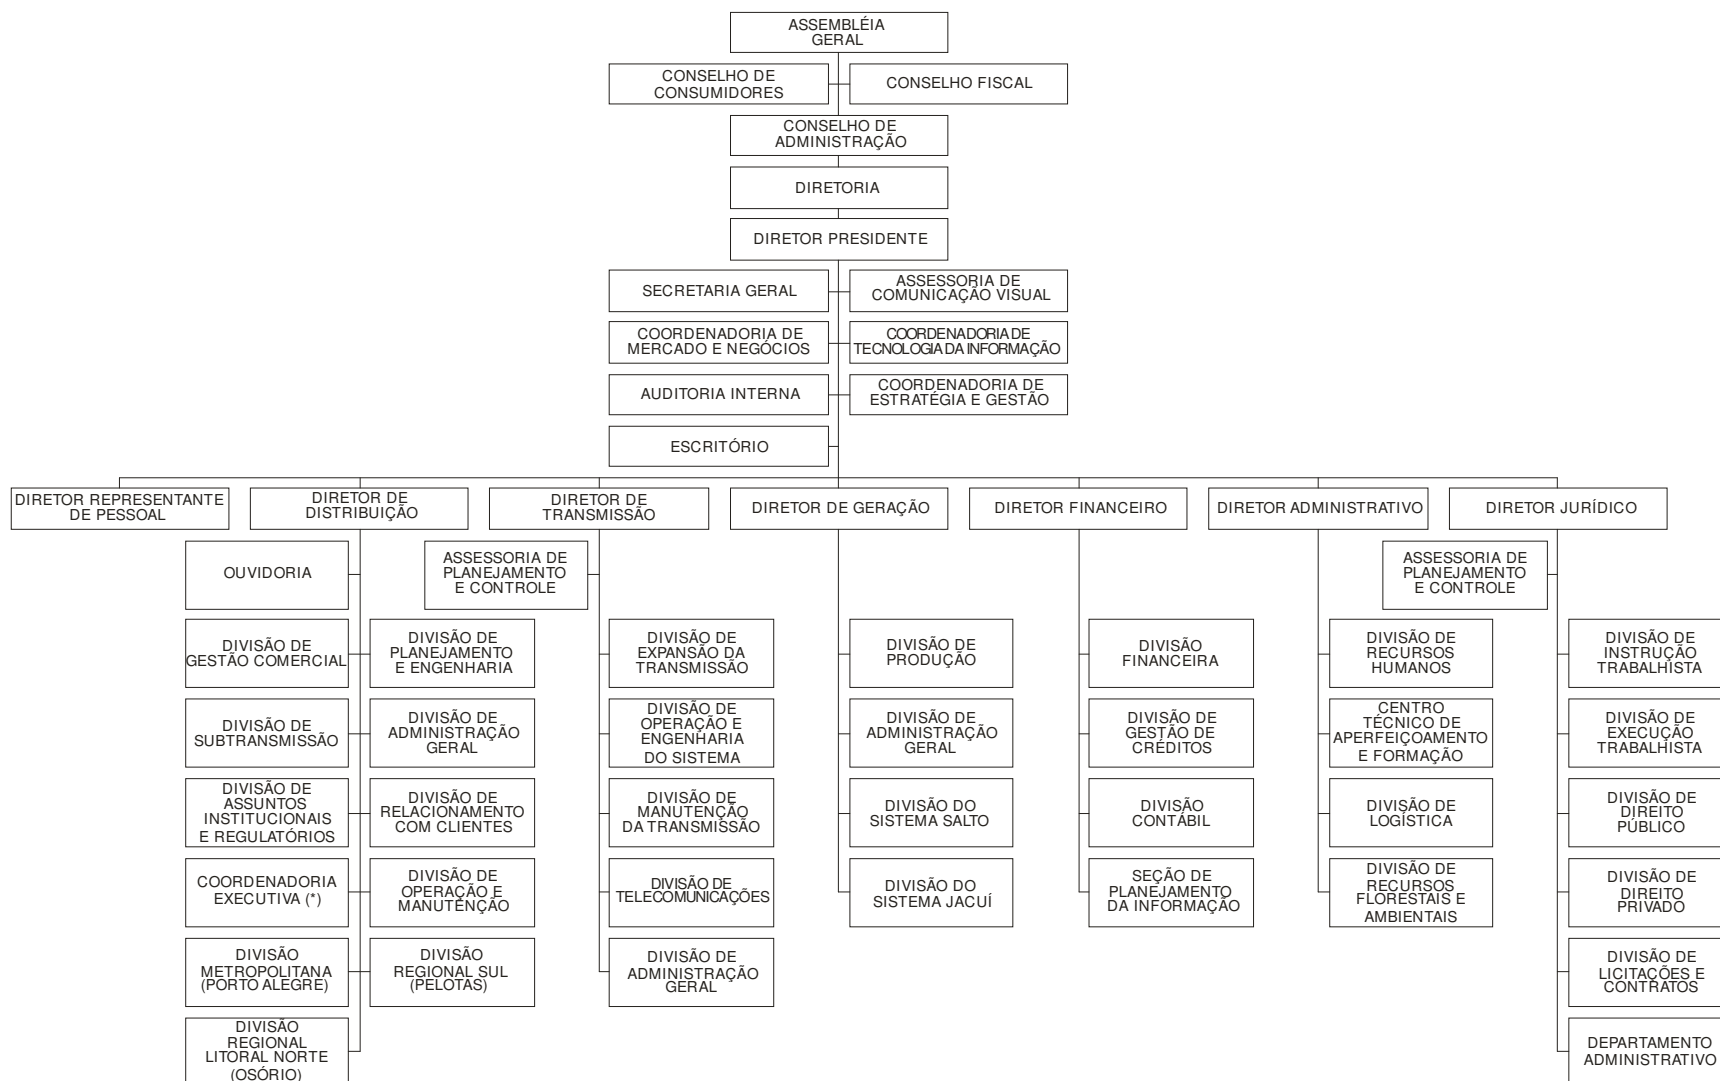 ASSEMBLÉIA
GERAL
CONSELHO DE
CONSUMIDORES
CONSELHO FISCAL
CONSELHO DE
ADMINISTRAÇÃO
DIRETORIA
DIRETOR PRESIDENTE
SECRETARIA GERAL
ASSESSORIA DE
COMUNICAÇÃO VISUAL
COORDENADORIA DE
MERCADO E NEGÓCIOS
COORDENADORIA DE
TECNOLOGIA DA INFORMAÇÃO
AUDITORIA INTERNA
COORDENADORIA DE
ESTRATÉGIA E GESTÃO
ESCRITÓRIO
DIRETOR REPRESENTANTE
DE PESSOAL
DIRETOR DE
DISTRIBUIÇÃO
DIRETOR DE
TRANSMISSÃO
DIRETOR DE GERAÇÃO
DIRETOR FINANCEIRO
DIRETOR ADMINISTRATIVO
DIRETOR JURÍDICO
OUVIDORIA
ASSESSORIA DE
PLANEJAMENTO
E CONTROLE
ASSESSORIA DE
PLANEJAMENTO
E CONTROLE
DIVISÃO DE
GESTÃO COMERCIAL
DIVISÃO DE
PLANEJAMENTO
E ENGENHARIA
DIVISÃO DE
EXPANSÃO DA
TRANSMISSÃO
DIVISÃO DE
PRODUÇÃO
DIVISÃO
FINANCEIRA
DIVISÃO DE
RECURSOS
HUMANOS
DIVISÃO DE
INSTRUÇÃO
TRABALHISTA
DIVISÃO DE
SUBTRANSMISSÃO
DIVISÃO DE
ADMINISTRAÇÃO
GERAL
DIVISÃO DE
OPERAÇÃO E
ENGENHARIA
DO SISTEMA
DIVISÃO DE
ADMINISTRAÇÃO
GERAL
DIVISÃO DE
GESTÃO DE
CRÉDITOS
CENTRO
TÉCNICO DE
APERFEIÇOAMENTO
E FORMAÇÃO
DIVISÃO DE
EXECUÇÃO
TRABALHISTA
DIVISÃO DE
ASSUNTOS
INSTITUCIONAIS
E REGULATÓRIOS
DIVISÃO DE
RELACIONAMENTO
COM CLIENTES
DIVISÃO DE
MANUTENÇÃO
DA TRANSMISSÃO
DIVISÃO DO
SISTEMA SALTO
DIVISÃO
CONTÁBIL
DIVISÃO DE
LOGÍSTICA
DIVISÃO DE
DIREITO
PÚBLICO
COORDENADORIA
EXECUTIVA (*)
DIVISÃO DE
OPERAÇÃO E
MANUTENÇÃO
DIVISÃO DE
TELECOMUNICAÇÕES
DIVISÃO DO
SISTEMA JACUÍ
SEÇÃO DE
PLANEJAMENTO
DA INFORMAÇÃO
DIVISÃO DE
RECURSOS
FLORESTAIS E
AMBIENTAIS
DIVISÃO DE
DIREITO
PRIVADO
DIVISÃO
METROPOLITANA
(PORTO ALEGRE)
DIVISÃO
REGIONAL SUL
(PELOTAS)
DIVISÃO DE
ADMINISTRAÇÃO
GERAL
DIVISÃO DE
LICITAÇÕES E
CONTRATOS
DIVISÃO
REGIONAL
LITORAL NORTE
(OSÓRIO)
DEPARTAMENTO
ADMINISTRATIVO